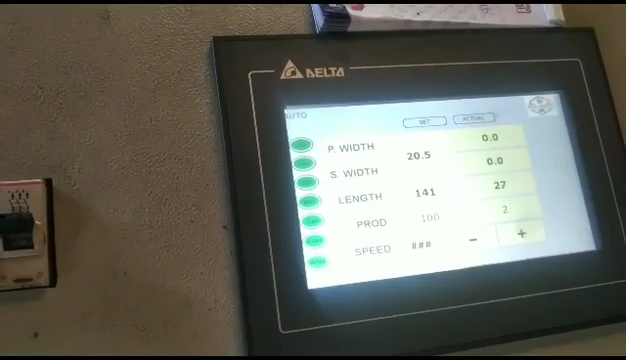 DELTA
AUTO
SET ACTUAL
P WIDTH 0.0
20.5
S. WIDTH 0.0
LENGTH 141 27
PROD 100 2
SPEED ### - +